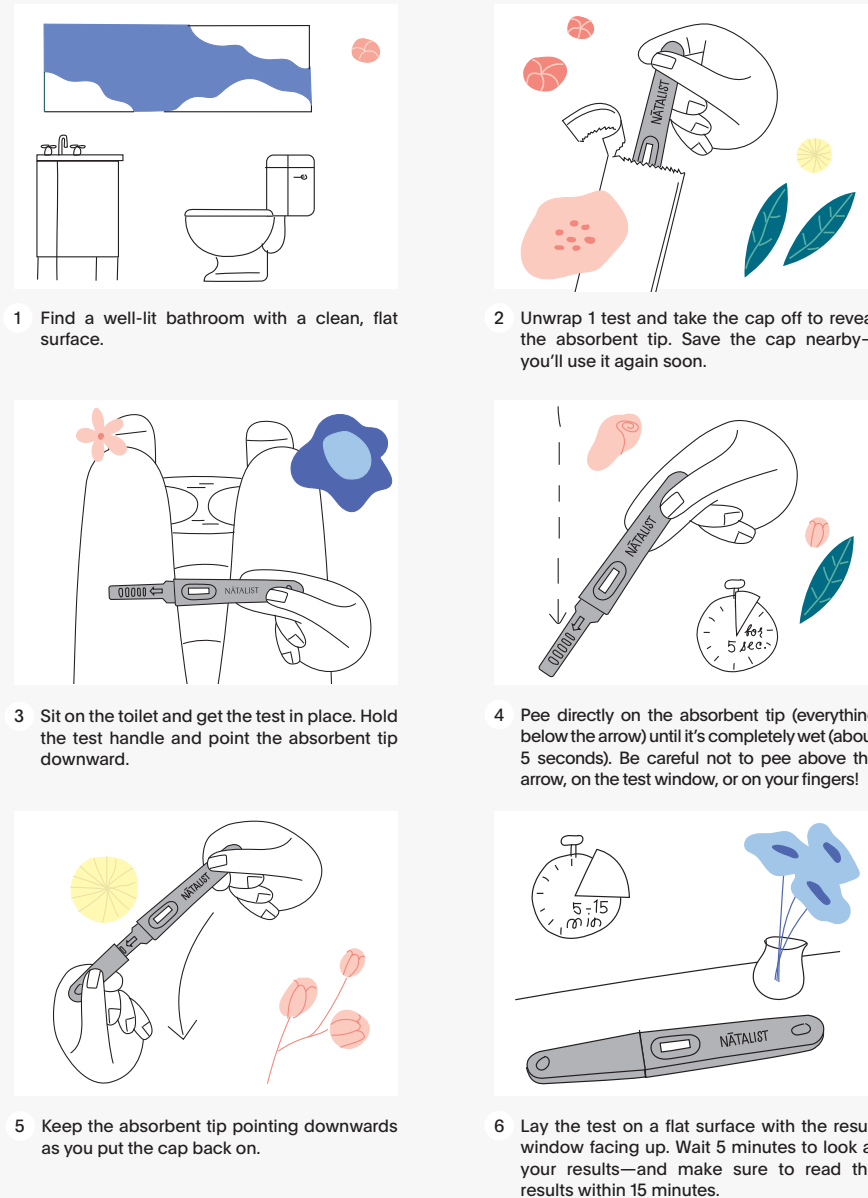 NĀTALIST
1 Find a well-lit bathroom with a clean, flat
surface.
2 Unwrap 1 test and take the cap off to revea
the absorbent tip. Save the cap nearby—
you'll use it again soon.
NĀTALIST
NĀTALIST
for
5 sec.
3 Sit on the toilet and get the test in place. Hold
the test handle and point the absorbent tip
downward.
4 Pee directly on the absorbent tip (everything
below the arrow) until it's completely wet (abou
5 seconds). Be careful not to pee above th
arrow, on the test window, or on your fingers!
NĀTALIST
5-15
min
NĀTALIST
5 Keep the absorbent tip pointing downwards
as you put the cap back on.
6 Lay the test on a flat surface with the resu
window facing up. Wait 5 minutes to look a
your results—and make sure to read th
results within 15 minutes.